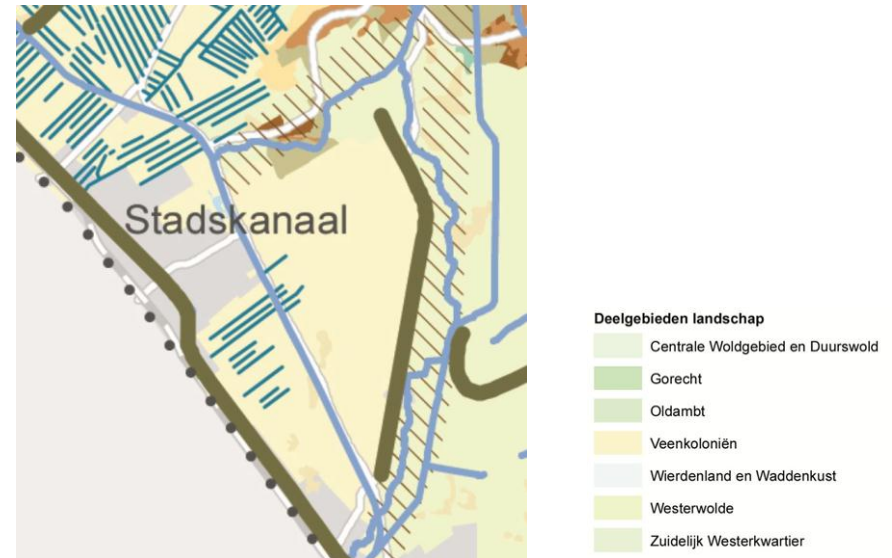 Stadskanaal
Deelgebieden landschap
Centrale Woldgebied en Duurswold
Gorecht
Oldambt
Veenkoloniën
Wierdenland en Waddenkust
Westerwolde
Zuidelijk Westerkwartier